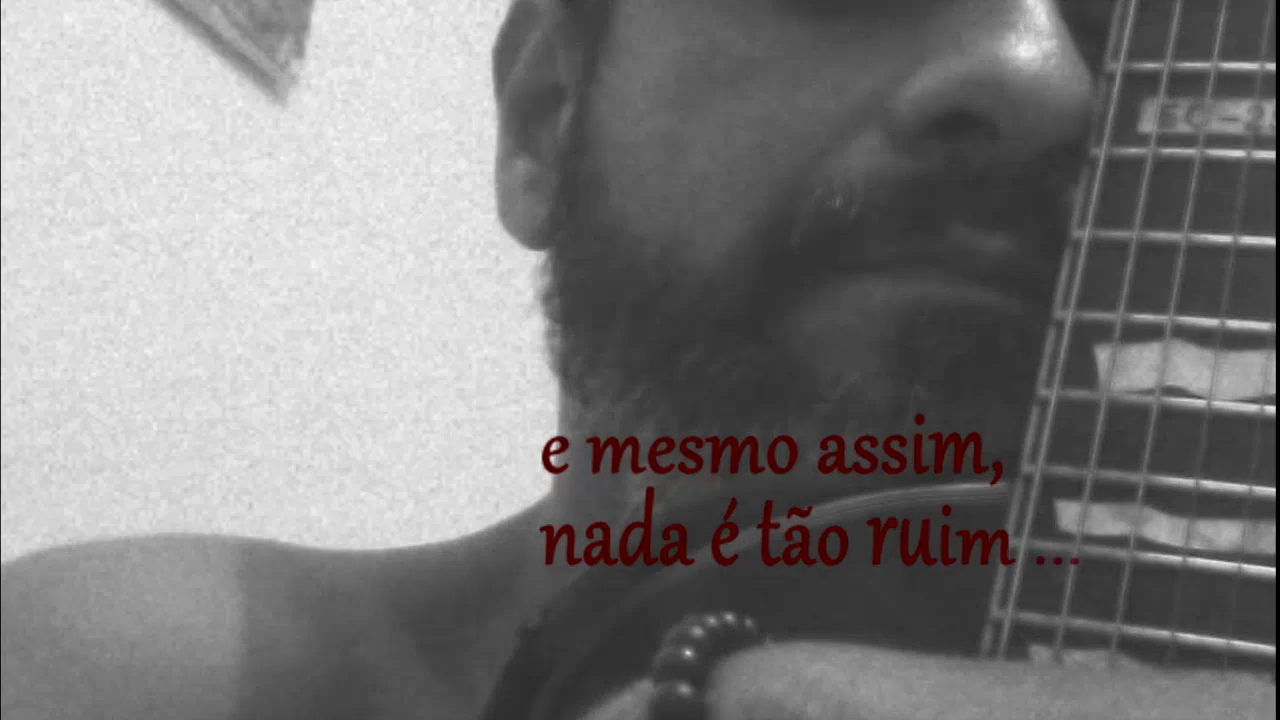 e mesmo assim,
nada é tão ruim ...